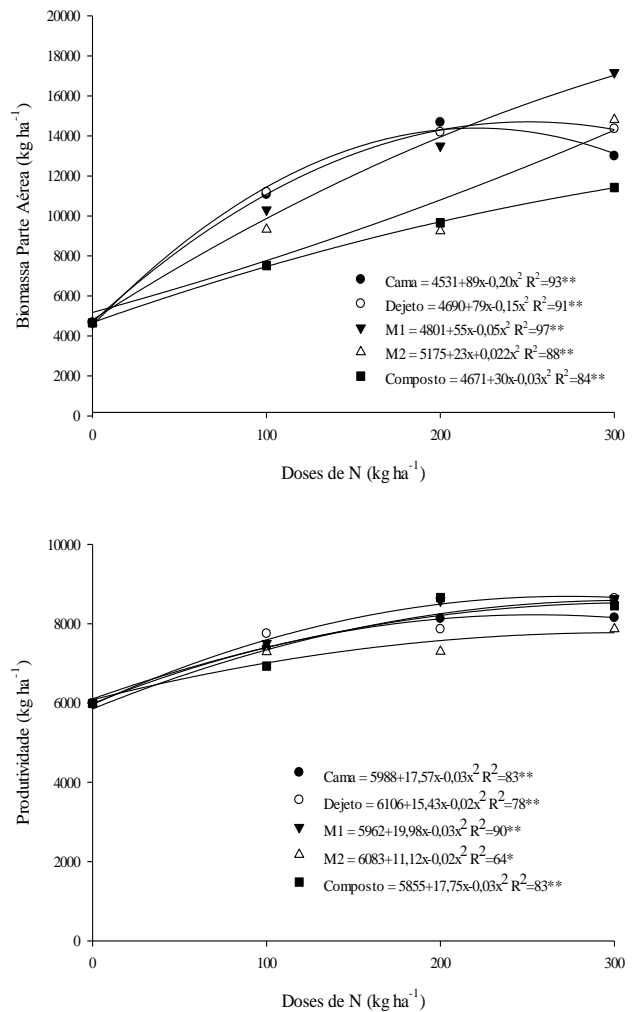 20000
18000
16000
14000
12000
10000
8000
6000
4000
2000
0
Biomassa Parte Aérea (kg ha⁻¹)
Cama = 4531+89x-0,20x² R²=93**
Dejeto = 4690+79x-0,15x² R²=91**
M1 = 4801+55x-0,05x² R²=97**
M2 = 5175+23x+0,022x² R²=88**
Composto = 4671+30x-0,03x² R²=84**
0 100 200 300
Doses de N (kg ha⁻¹)
10000
8000
6000
4000
2000
0
Produtividade (kg ha⁻¹)
Cama = 5988+17,57x-0,03x² R²=83**
Dejeto = 6106+15,43x-0,02x² R²=78**
M1 = 5962+19,98x-0,03x² R²=90**
M2 = 6083+11,12x-0,02x² R²=64*
Composto = 5855+17,75x-0,03x² R²=83**
0 100 200 300
Doses de N (kg ha⁻¹)